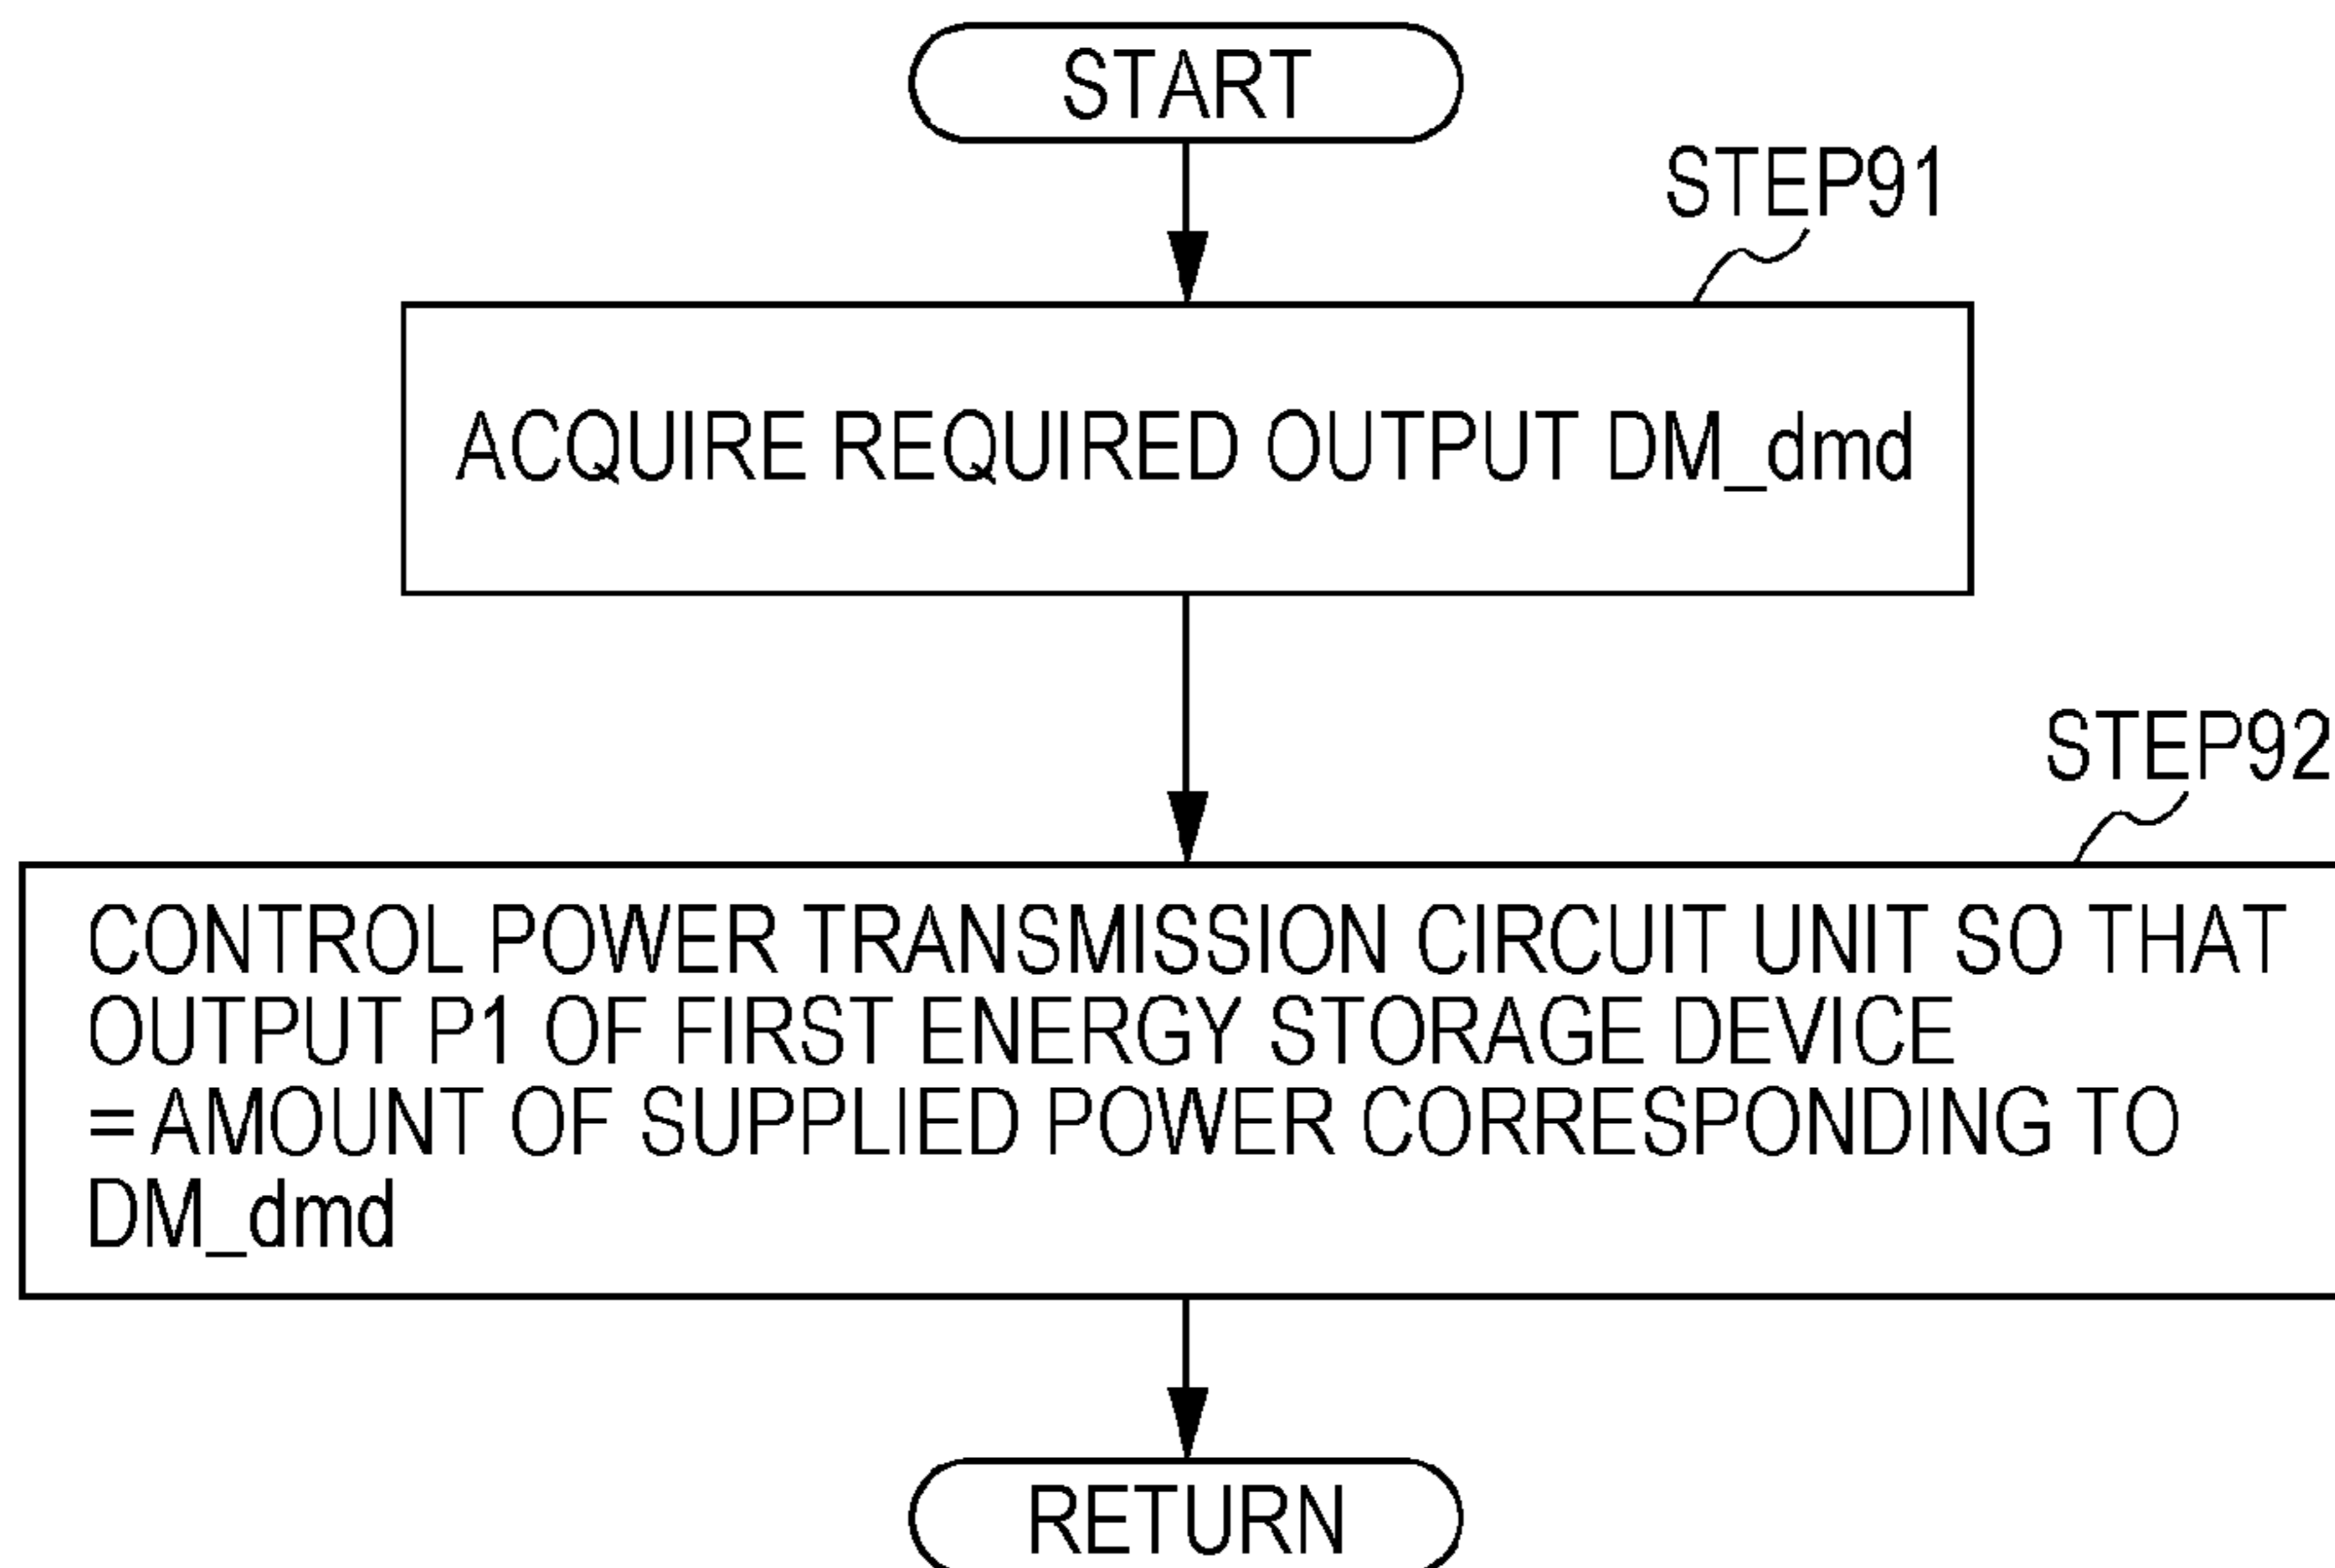 START
STEP91
ACQUIRE REQUIRED OUTPUT DM_dmd
STEP92
CONTROL POWER TRANSMISSION CIRCUIT UNIT SO THAT
OUTPUT P1 OF FIRST ENERGY STORAGE DEVICE
= AMOUNT OF SUPPLIED POWER CORRESPONDING TO
DM_dmd
RETURN